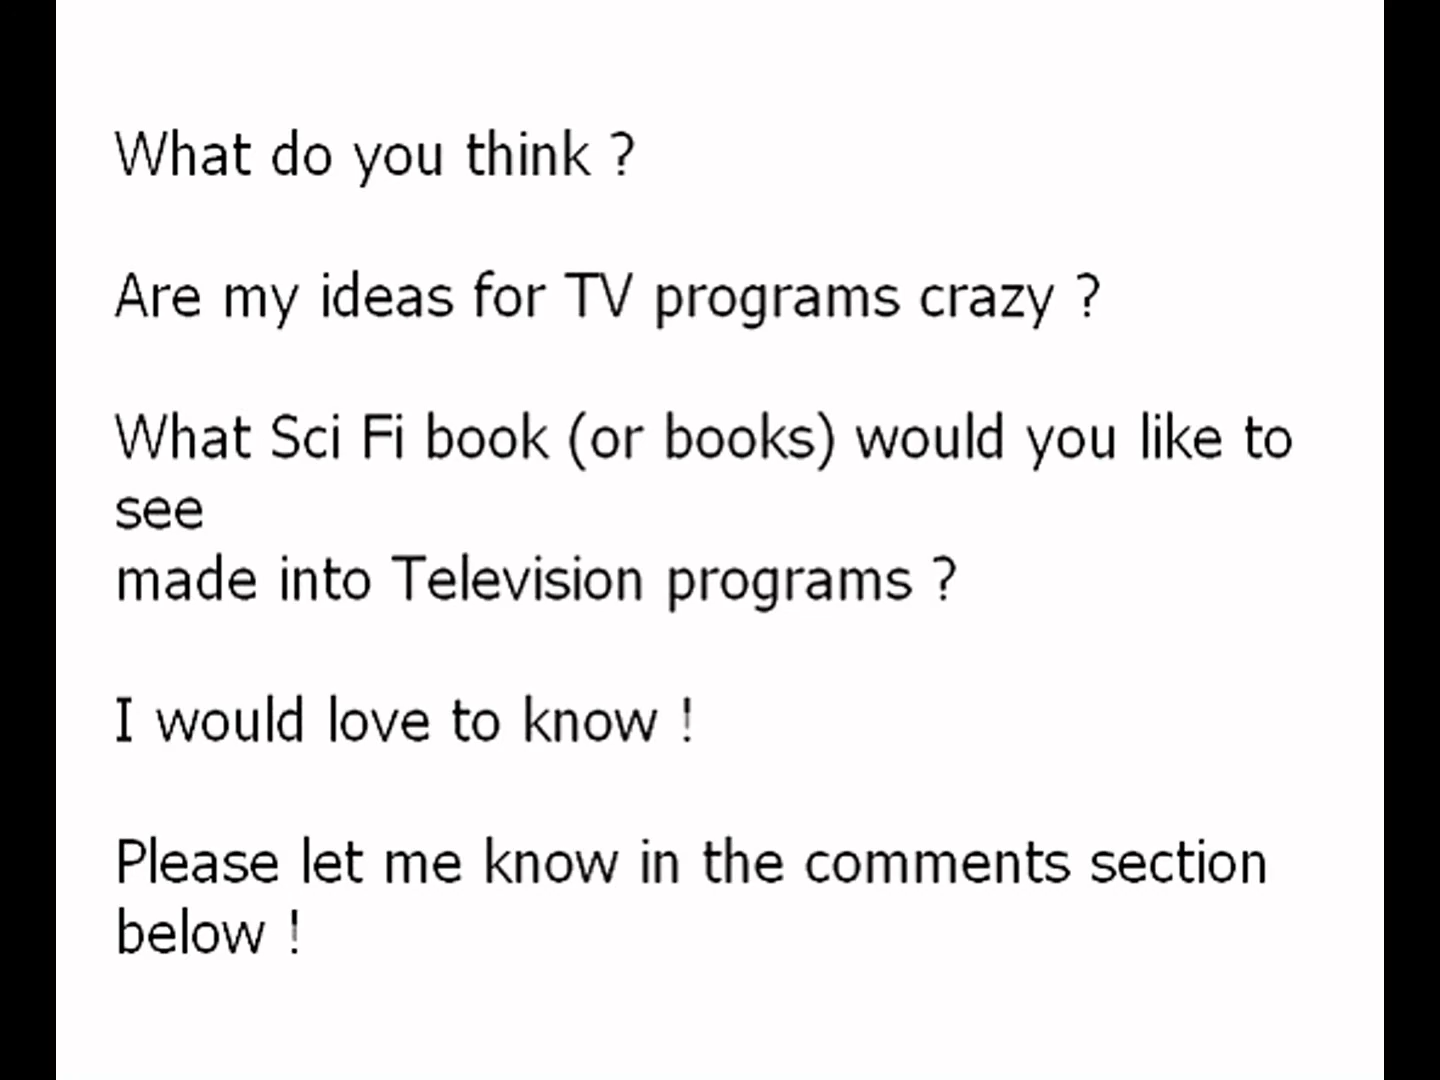 What do you think ?
Are my ideas for TV programs crazy ?
What Sci Fi book (or books) would you like to
see
made into Television programs ?
I would love to know !
Please let me know in the comments section
below !